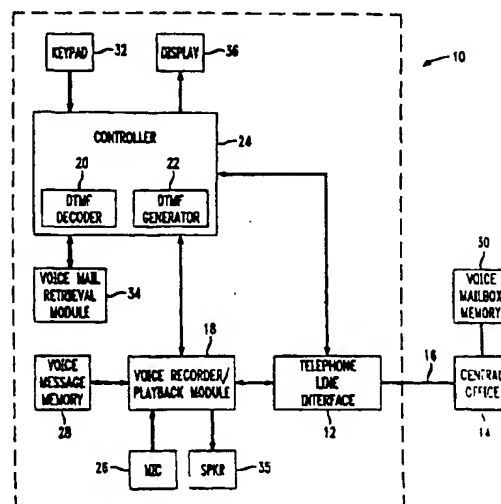 KEYPAD
32
DISPLAY
36
10
CONTROLLER
24
20
22
DTMF
DECODER
DTMF
GENERATOR
30
VOICE
MAILBOX
MEMORY
VOICE MAIL
RETRIEVAL
MODULE
34
18
VOICE
MESSAGE
MEMORY
VOICE RECORDER/
PLAYBACK MODULE
TELEPHONE
LINE
INTERFACE
16
CENTRAL
OFFICE
28
12
14
26
MIC
SPKR
35